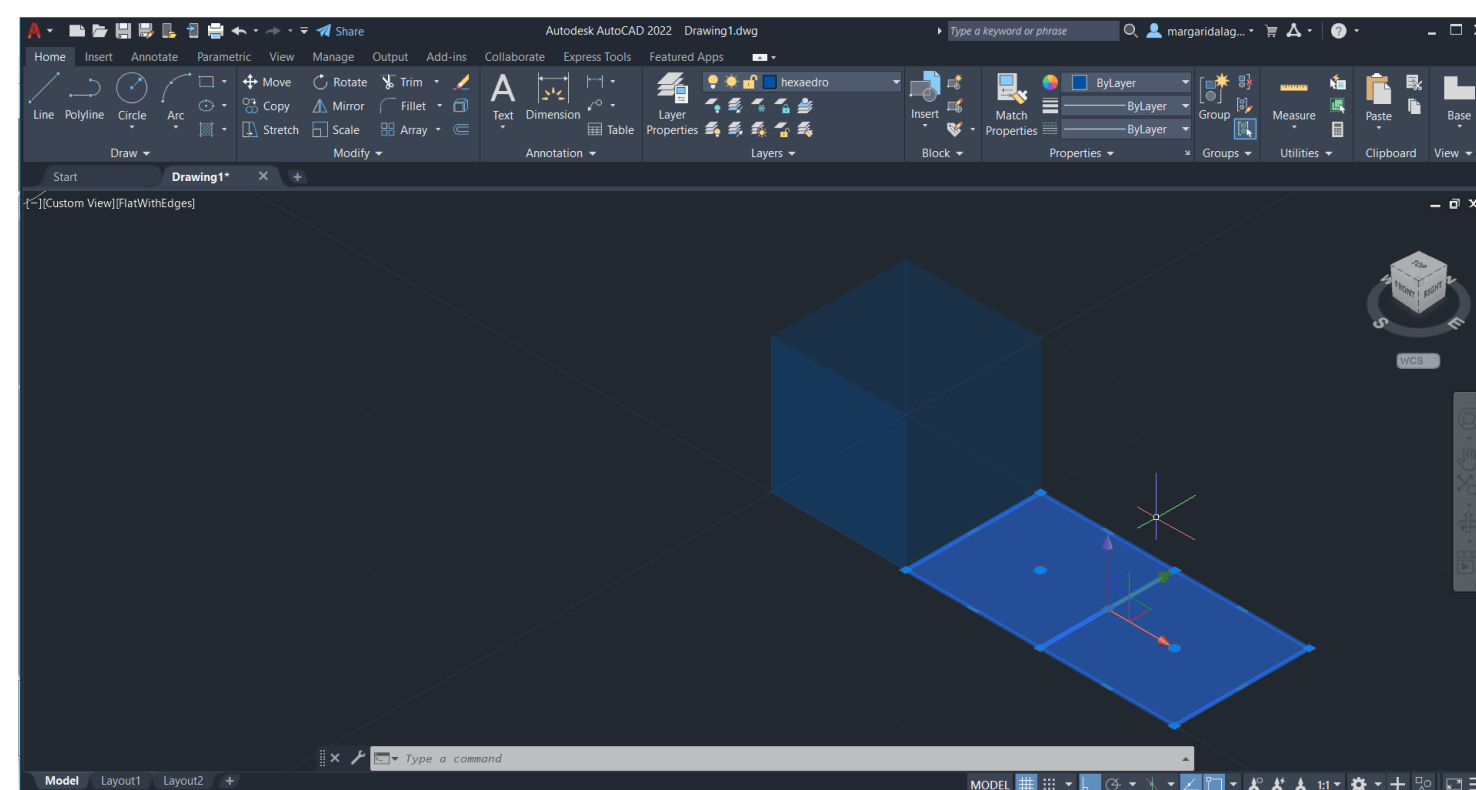 Share
Autodesk AutoCAD 2022 Drawing1.dwg
Type a keyword or phrase
margaridalag...
Home Insert Annotate Parametric View Manage Output Add-ins Collaborate Express Tools Featured Apps
Line Polyline Circle Arc
Move Rotate Trim
Copy Mirror Fillet
Stretch Scale Array
Text Dimension Table
Layer Properties
hexaedro
Insert
Match Properties
ByLayer
ByLayer
ByLayer
Group
Measure
Paste
Base
Draw Modify Annotation Layers Block Properties Groups Utilities Clipboard View
Start Drawing1* +
[-][Custom View][FlatWithEdges]
TOP
FRONT RIGHT
S E
WCS
Type a command
Model Layout1 Layout2 +
MODEL 1:1